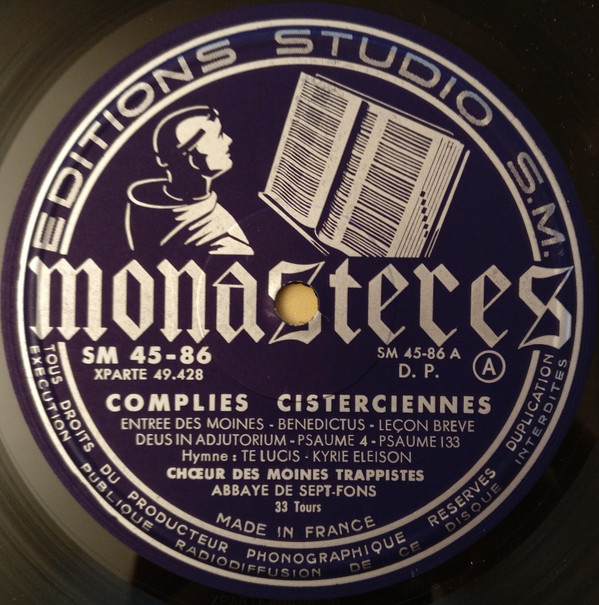 EDITIONS STUDIO S.M.
monasteres
SM 45-86
XPARTE 49.428
SM 45-86 A
D. P.
A
COMPLIES CISTERCIENNES
ENTREE DES MOINES - BENEDICTUS - LEÇON BREVE
DEUS IN ADJUTORIUM - PSAUME 4 - PSAUME 133
Hymne : TE LUCIS - KYRIE ELEISON
CHŒUR DES MOINES TRAPPISTES
ABBAYE DE SEPT-FONS
33 Tours
MADE IN FRANCE
TOUS DROITS DU PRODUCTEUR PHONOGRAPHIQUE RESERVES DUPLICATION
EXECUTION PUBLIQUE RADIODIFFUSION DE CE DISQUE INTERDITES